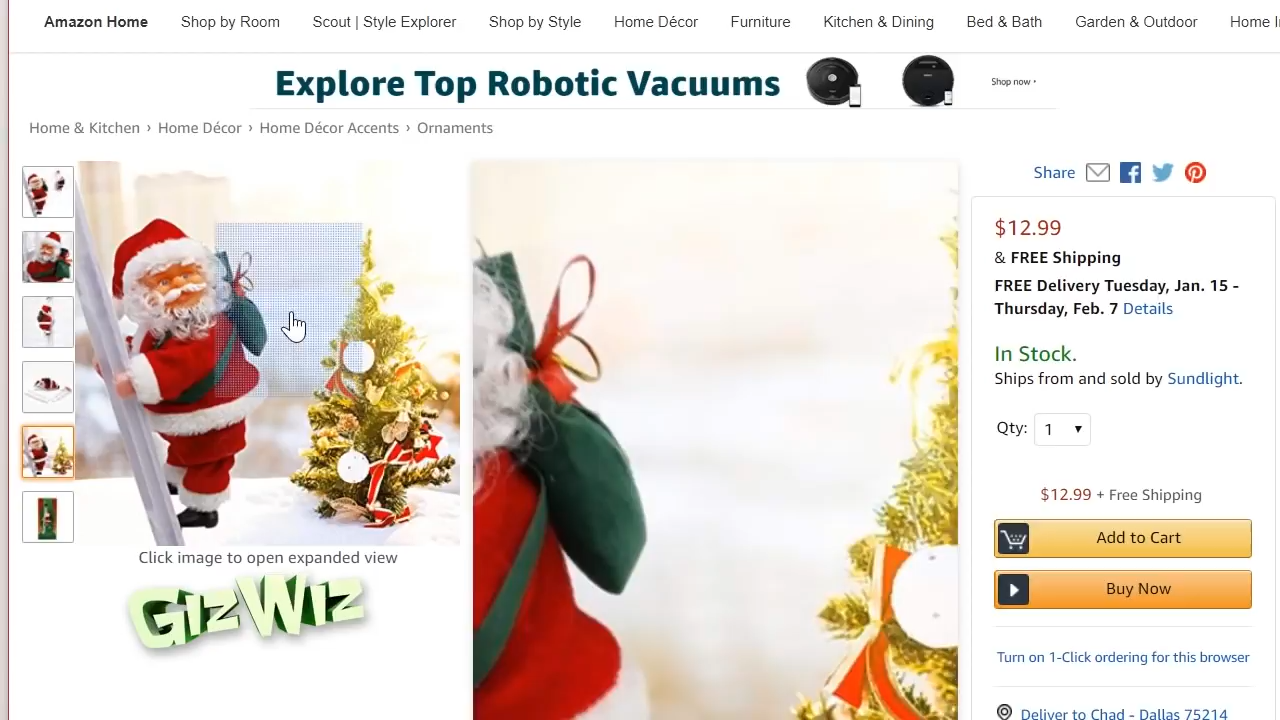 Amazon Home Shop by Room Scout | Style Explorer Shop by Style Home Décor Furniture Kitchen & Dining Bed & Bath Garden & Outdoor Home
Explore Top Robotic Vacuums Shop now ›
Home & Kitchen › Home Décor › Home Décor Accents › Ornaments
Share
$12.99
& FREE Shipping
FREE Delivery Tuesday, Jan. 15 -
Thursday, Feb. 7 Details
In Stock.
Ships from and sold by Sundlight.
Qty: 1
$12.99 + Free Shipping
Add to Cart
Buy Now
Turn on 1-Click ordering for this browser
Deliver to Chad - Dallas 75214
Click image to open expanded view
GizWiz